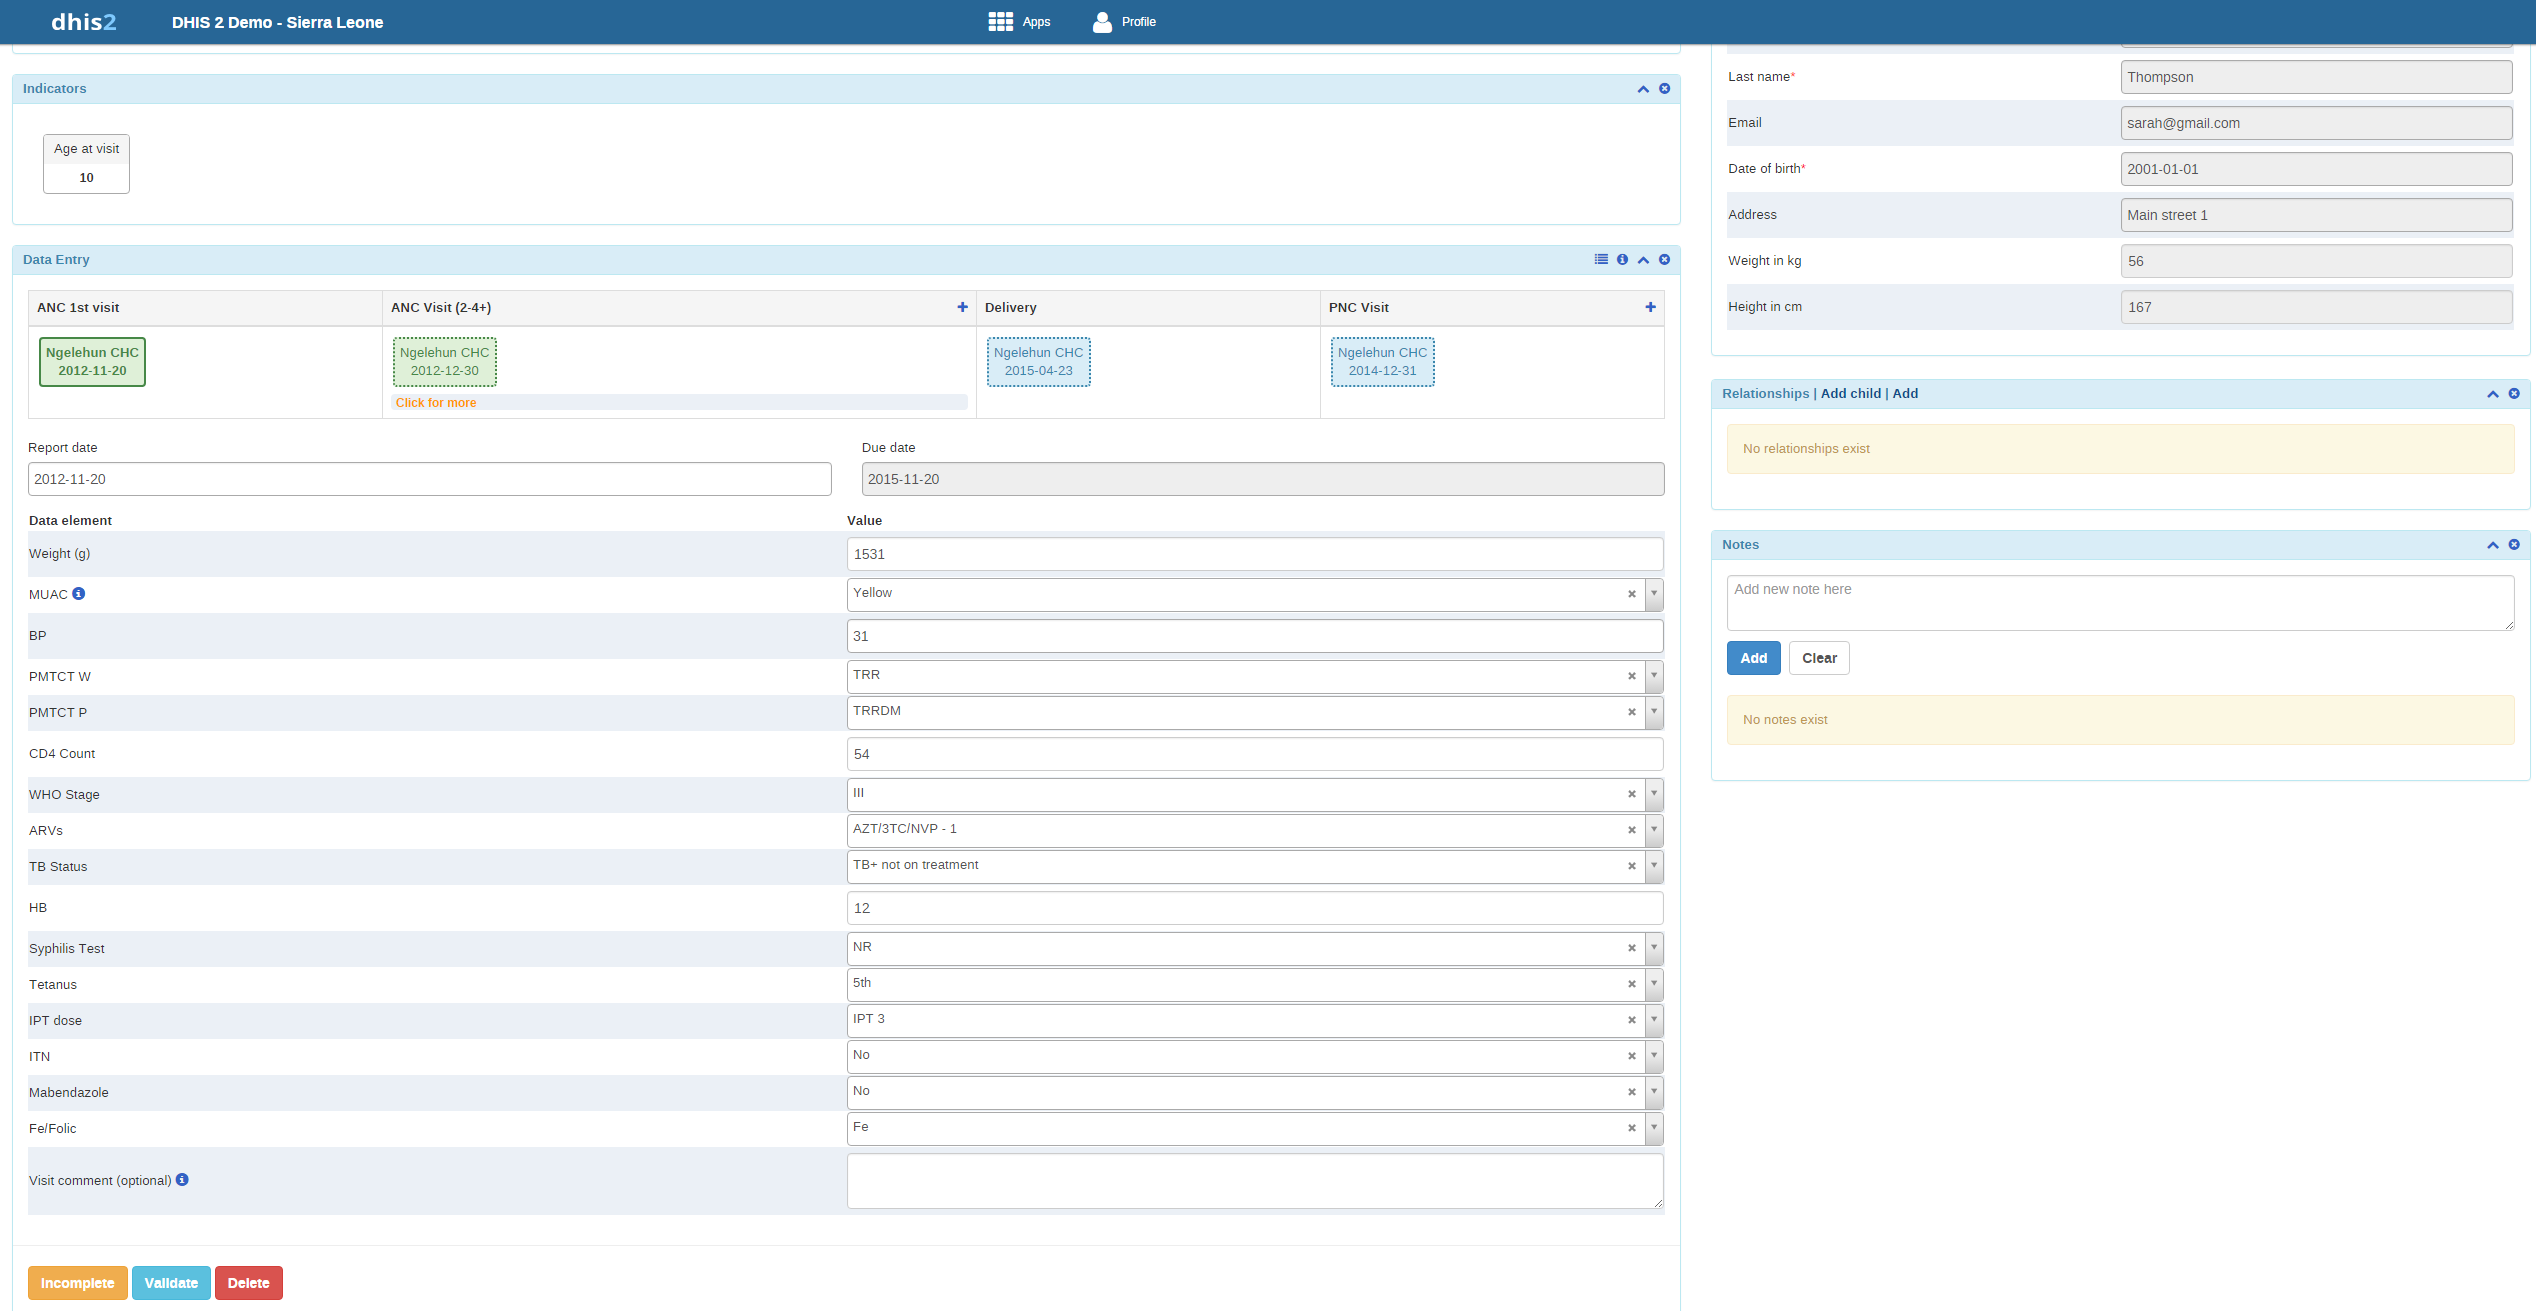 dhis2 DHIS 2 Demo - Sierra Leone Apps Profile
Indicators
Age at visit
10
Data Entry
ANC 1st visit ANC Visit (2-4+) Delivery PNC Visit
Ngelehun CHC Ngelehun CHC Ngelehun CHC Ngelehun CHC
2012-11-20 2012-12-30 2015-04-23 2014-12-31
Click for more
Report date Due date
2012-11-20 2015-11-20
Data element Value
Weight (g) 1531
MUAC Yellow
BP 31
PMTCT W TRR
PMTCT P TRRDM
CD4 Count 54
WHO Stage III
ARVs AZT/3TC/NVP - 1
TB Status TB+ not on treatment
HB 12
Syphilis Test NR
Tetanus 5th
IPT dose IPT 3
ITN No
Mabendazole No
Fe/Folic Fe
Visit comment (optional)
Incomplete Validate Delete
Last name* Thompson
Email sarah@gmail.com
Date of birth* 2001-01-01
Address Main street 1
Weight in kg 56
Height in cm 167
Relationships | Add child | Add
No relationships exist
Notes
Add new note here
Add Clear
No notes exist